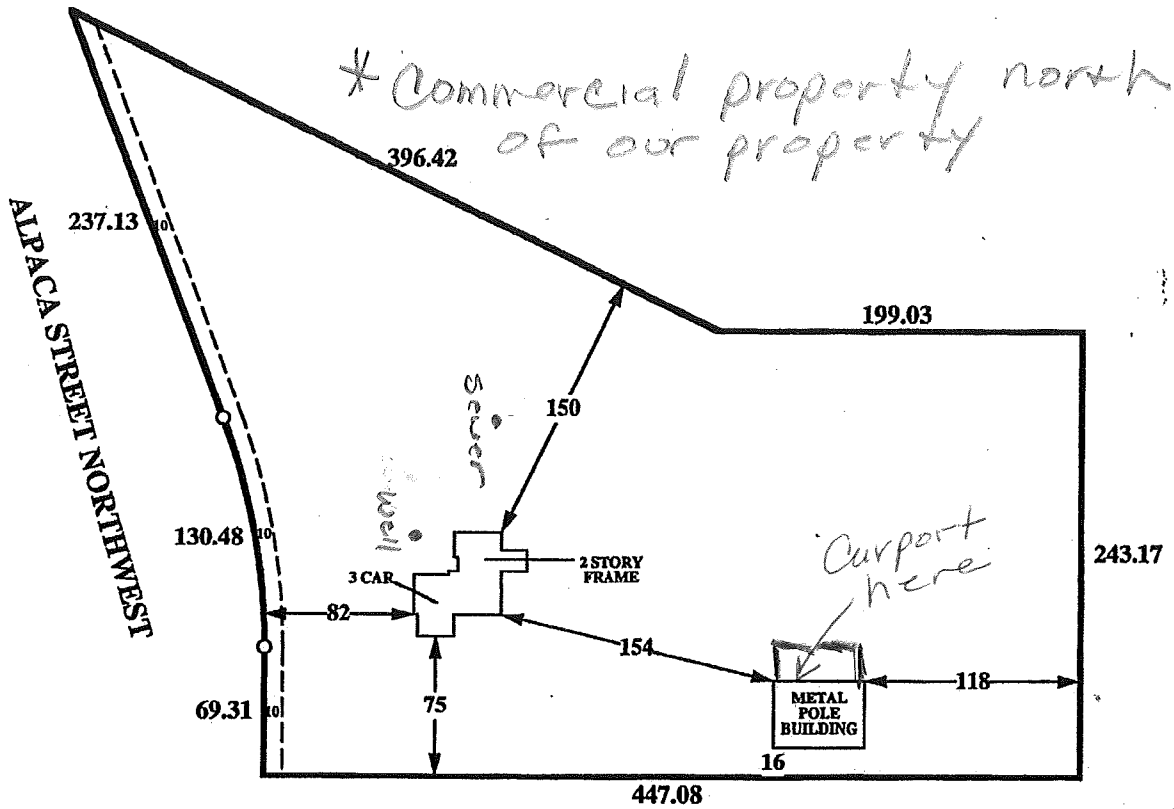 * Commercial property north
of our property
396.42
237.13
10
ALPACA STREET NORTHWEST
199.03
Sewer
150
well
130.48
10
3 CAR
2 STORY
FRAME
Carport
here
243.17
82
154
118
69.31
10
75
METAL
POLE
BUILDING
16
447.08